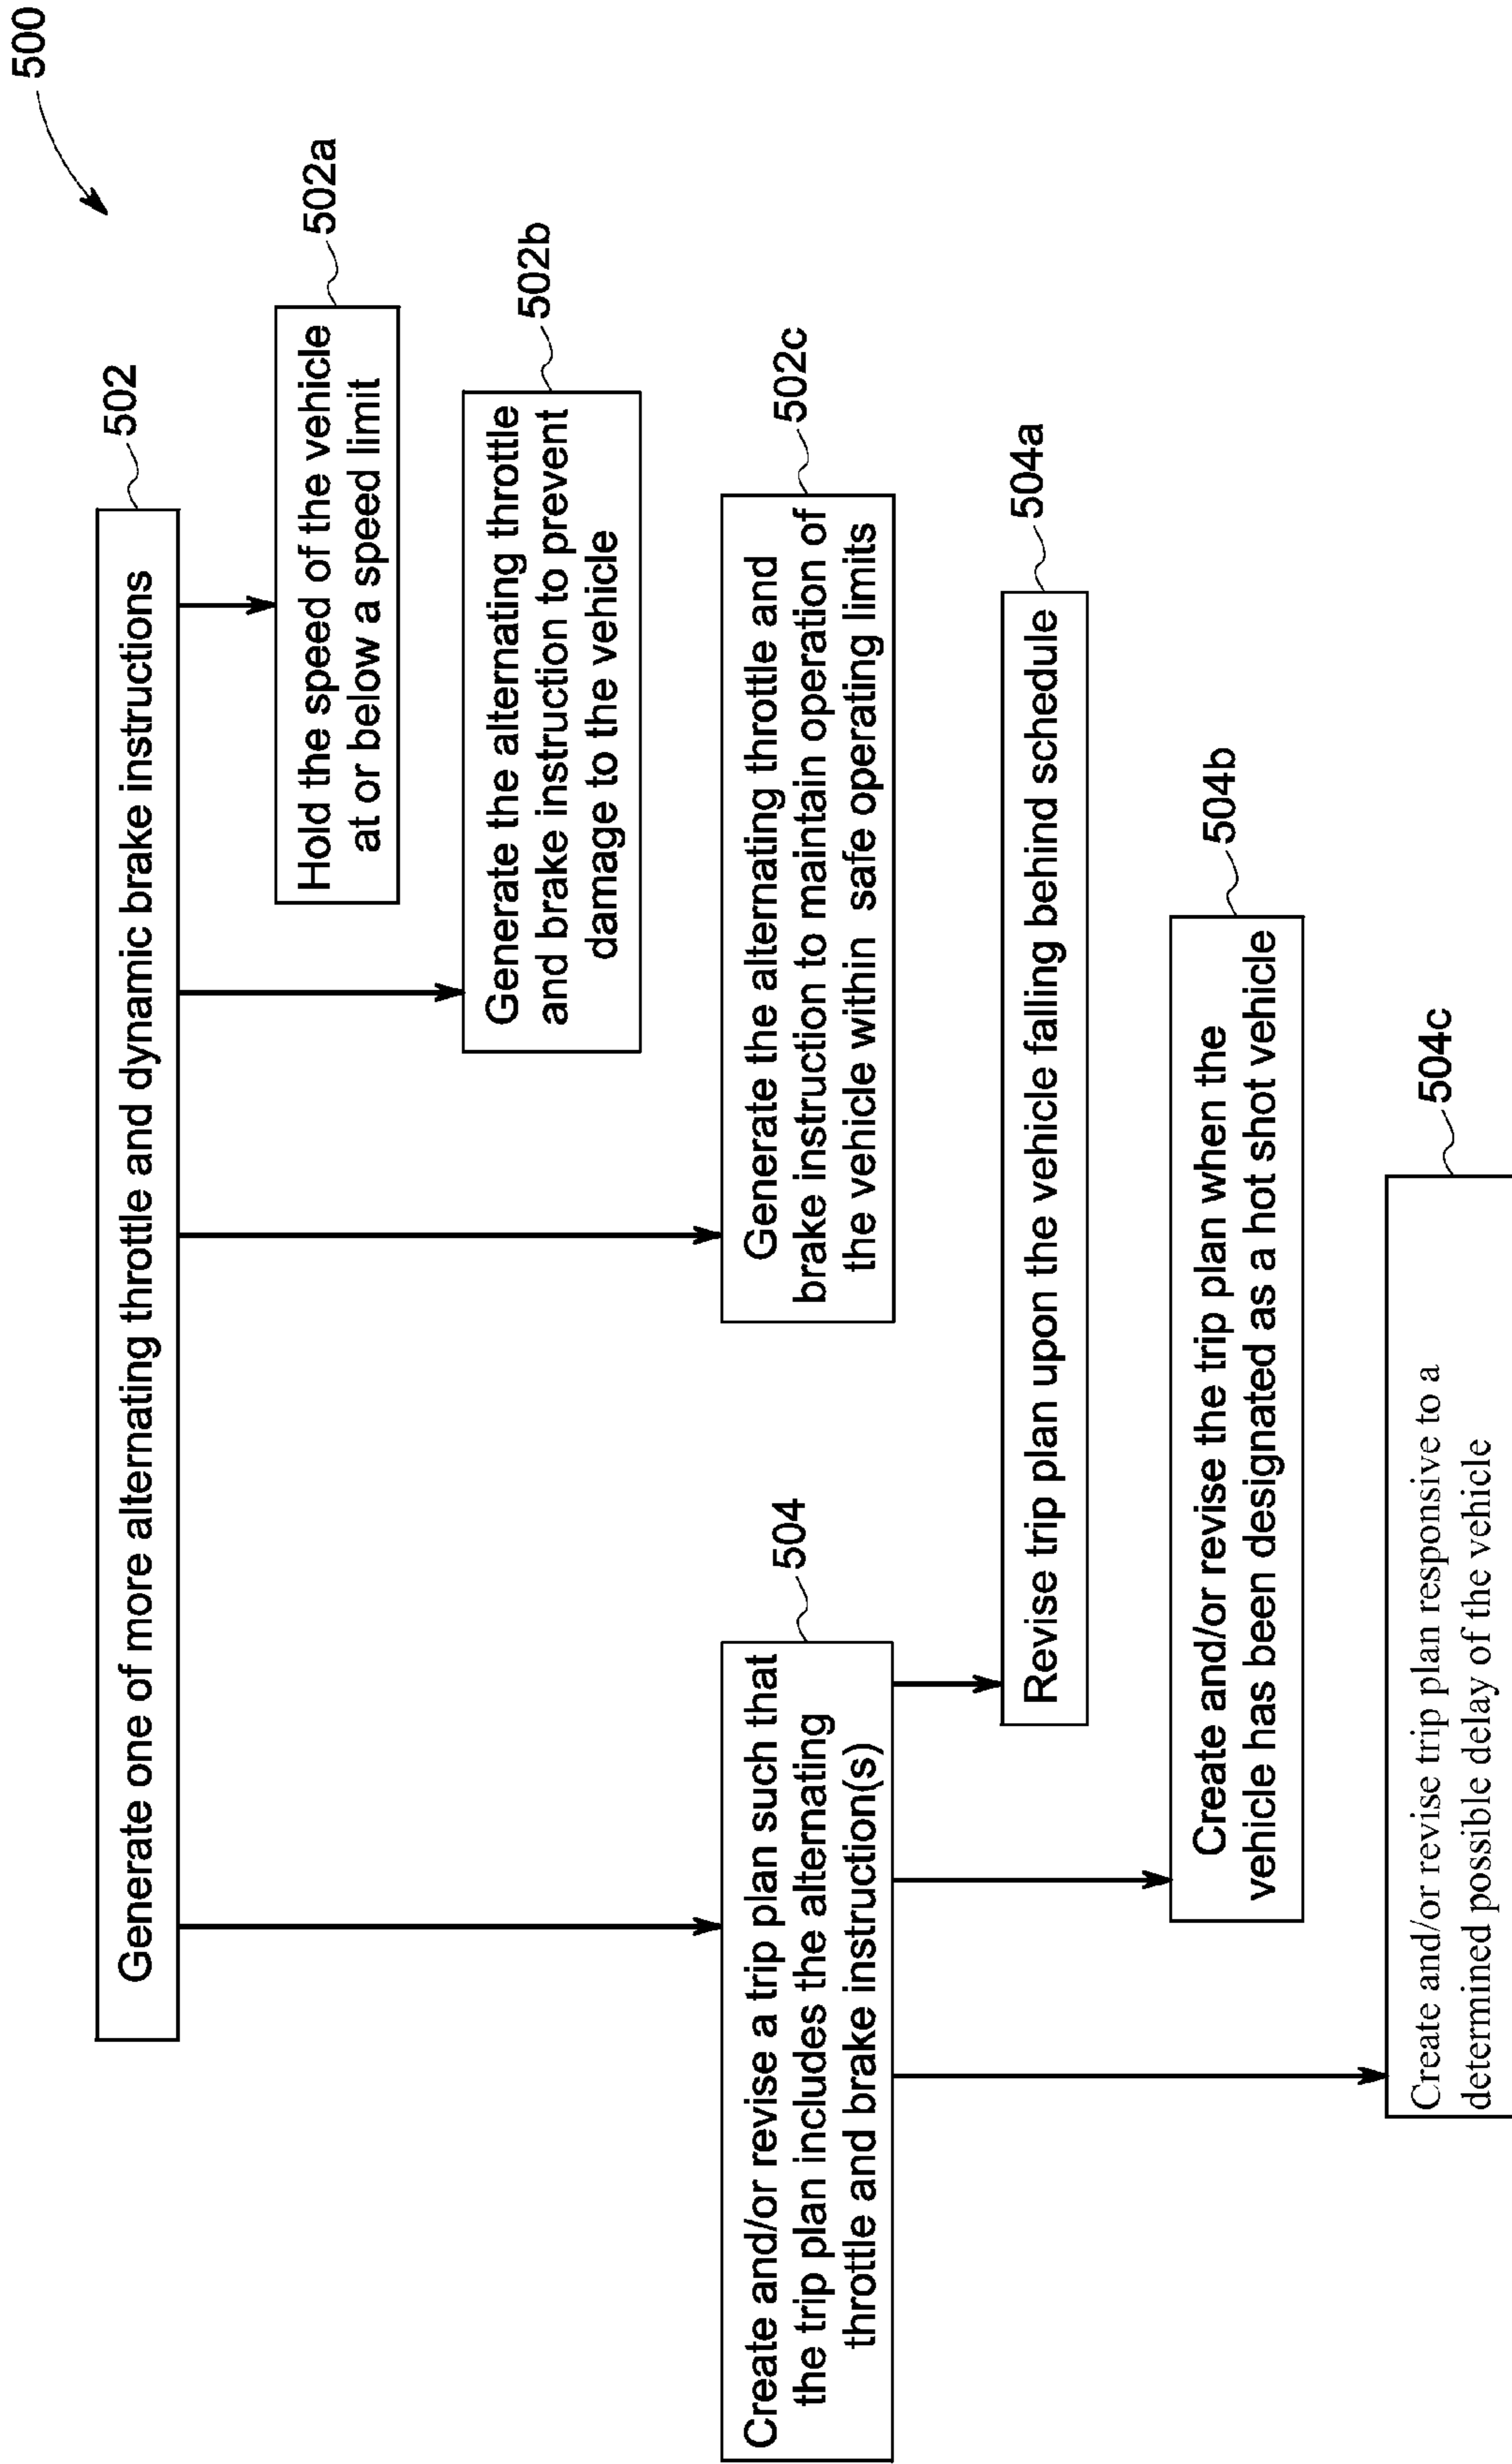 500
502
Generate one of more alternating throttle and dynamic brake instructions
502a
Hold the speed of the vehicle
at or below a speed limit
502b
Generate the alternating throttle
and brake instruction to prevent
damage to the vehicle
502c
Generate the alternating throttle and
brake instruction to maintain operation of
the vehicle within safe operating limits
504
Create and/or revise a trip plan such that
the trip plan includes the alternating
throttle and brake instruction(s)
504a
Revise trip plan upon the vehicle falling behind schedule
504b
Create and/or revise the trip plan when the
vehicle has been designated as a hot shot vehicle
504c
Create and/or revise trip plan responsive to a
determined possible delay of the vehicle